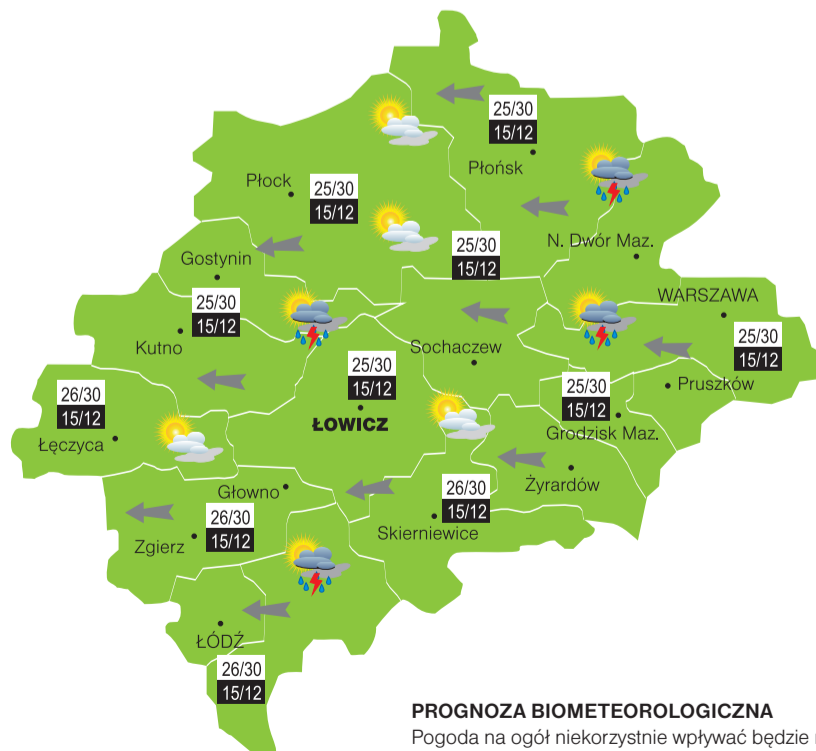 25/30
15/12
Płońsk
Płock
25/30
15/12
N. Dwór Maz.
25/30
15/12
Gostynin
WARSZAWA
25/30
15/12
25/30
15/12
Kutno
Sochaczew
25/30
15/12
ŁOWICZ
Pruszków
25/30
15/12
Grodzisk Maz.
26/30
15/12
Łęczyca
Żyrardów
Głowno
26/30
15/12
Skierniewice
26/30
15/12
Zgierz
ŁÓDŹ
26/30
15/12
PROGNOZA BIOMETEOROLOGICZNA
Pogoda na ogół niekorzystnie wpływać będzie